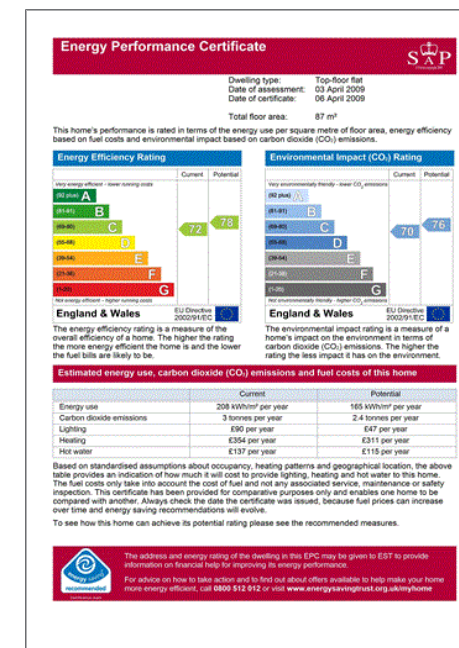 Energy Performance Certificate
SAP
Dwelling type: Top-floor flat
Date of assessment: 03 April 2009
Date of certificate: 06 April 2009
Total floor area: 87 m²
This home's performance is rated in terms of the energy use per square metre of floor area, energy efficiency
based on fuel costs and environmental impact based on carbon dioxide (CO₂) emissions.
Energy Efficiency Rating
Current Potential
Very energy efficient - lower running costs
(92 plus) A
(81-91) B
(69-80) C
(55-68) D
(39-54) E
(21-38) F
(1-20) G
72
78
Not energy efficient - higher running costs
England & Wales
EU Directive
2002/91/EC
The energy efficiency rating is a measure of the
overall efficiency of a home. The higher the rating
the more energy efficient the home is and the lower
the fuel bills are likely to be.
Environmental Impact (CO₂) Rating
Current Potential
Very environmentally friendly - lower CO₂ emissions
(92 plus) A
(81-91) B
(69-80) C
(55-68) D
(39-54) E
(21-38) F
(1-20) G
70
76
Not environmentally friendly - higher CO₂ emissions
England & Wales
EU Directive
2002/91/EC
The environmental impact rating is a measure of a
home's impact on the environment in terms of
carbon dioxide (CO₂) emissions. The higher the
rating the less impact it has on the environment.
Estimated energy use, carbon dioxide (CO₂) emissions and fuel costs of this home
Current Potential
Energy use 208 kWh/m² per year 165 kWh/m² per year
Carbon dioxide emissions 3 tonnes per year 2.4 tonnes per year
Lighting £90 per year £47 per year
Heating £354 per year £311 per year
Hot water £137 per year £115 per year
Based on standardised assumptions about occupancy, heating patterns and geographical location, the above
table provides an indication of how much it will cost to provide lighting, heating and hot water to this home.
The fuel costs only take into account the cost of fuel and not any associated service, maintenance or safety
inspection. This certificate has been provided for comparative purposes only and enables one home to be
compared with another. Always check the date the certificate was issued, because fuel prices can increase
over time and energy saving recommendations will evolve.
To see how this home can achieve its potential rating please see the recommended measures.
energy saving
recommended
The address and energy rating of the dwelling in this EPC may be given to EST to provide
information on financial help for improving its energy performance.
For advice on how to take action and to find out about offers available to help make your home
more energy efficient, call 0800 512 012 or visit www.energysavingtrust.org.uk/myhome